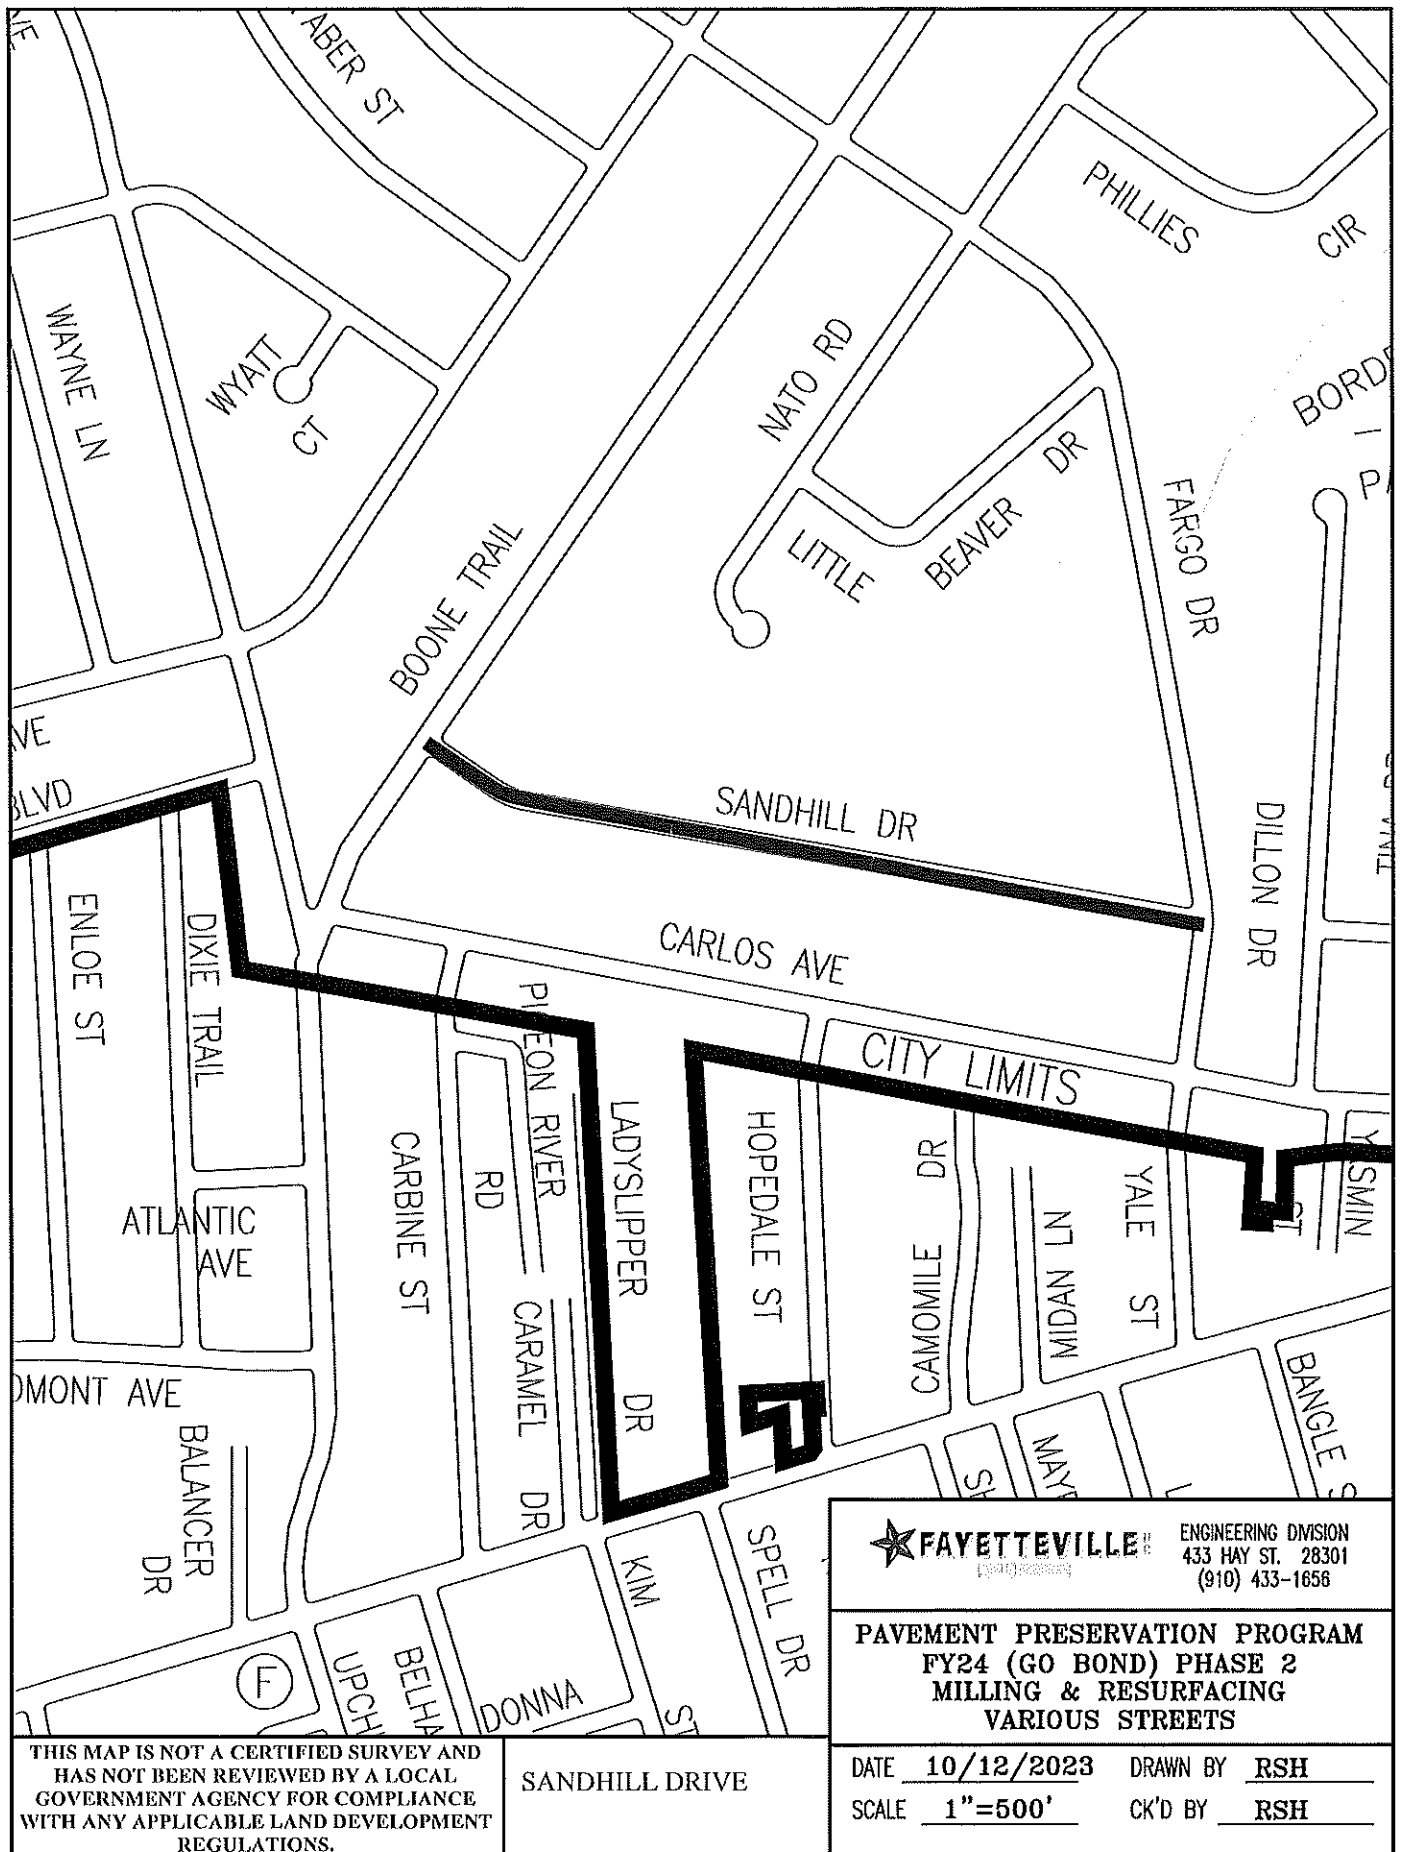 ABER ST
PHILLIES
CIR
WAYNE LN
WYATT
CT
NATO RD
LITTLE
BEAVER
DR
FARGO DR
BOONE TRAIL
SANDHILL DR
DILLON DR
BLVD
ENLOE ST
DIXIE TRAIL
CARLOS AVE
CITY LIMITS
RIVER
RD
LADYSLIPPER
DR
HOPEDALE ST
CAMOMILE
DR
MIDAN LN
YALE ST
ST
CARBINE ST
ATLANTIC
AVE
CARAMEL
DR
DMONT AVE
BALANCER
DR
BANGLE S
KIM
ST
SPELL DR
DONNA
BELHA
UPCH
F
FAYETTEVILLE
ENGINEERING DIVISION
433 HAY ST. 28301
(910) 433-1656
PAVEMENT PRESERVATION PROGRAM
FY24 (GO BOND) PHASE 2
MILLING & RESURFACING
VARIOUS STREETS
DATE 10/12/2023 DRAWN BY RSH
SCALE 1"=500' CK'D BY RSH
THIS MAP IS NOT A CERTIFIED SURVEY AND
HAS NOT BEEN REVIEWED BY A LOCAL
GOVERNMENT AGENCY FOR COMPLIANCE
WITH ANY APPLICABLE LAND DEVELOPMENT
REGULATIONS.
SANDHILL DRIVE